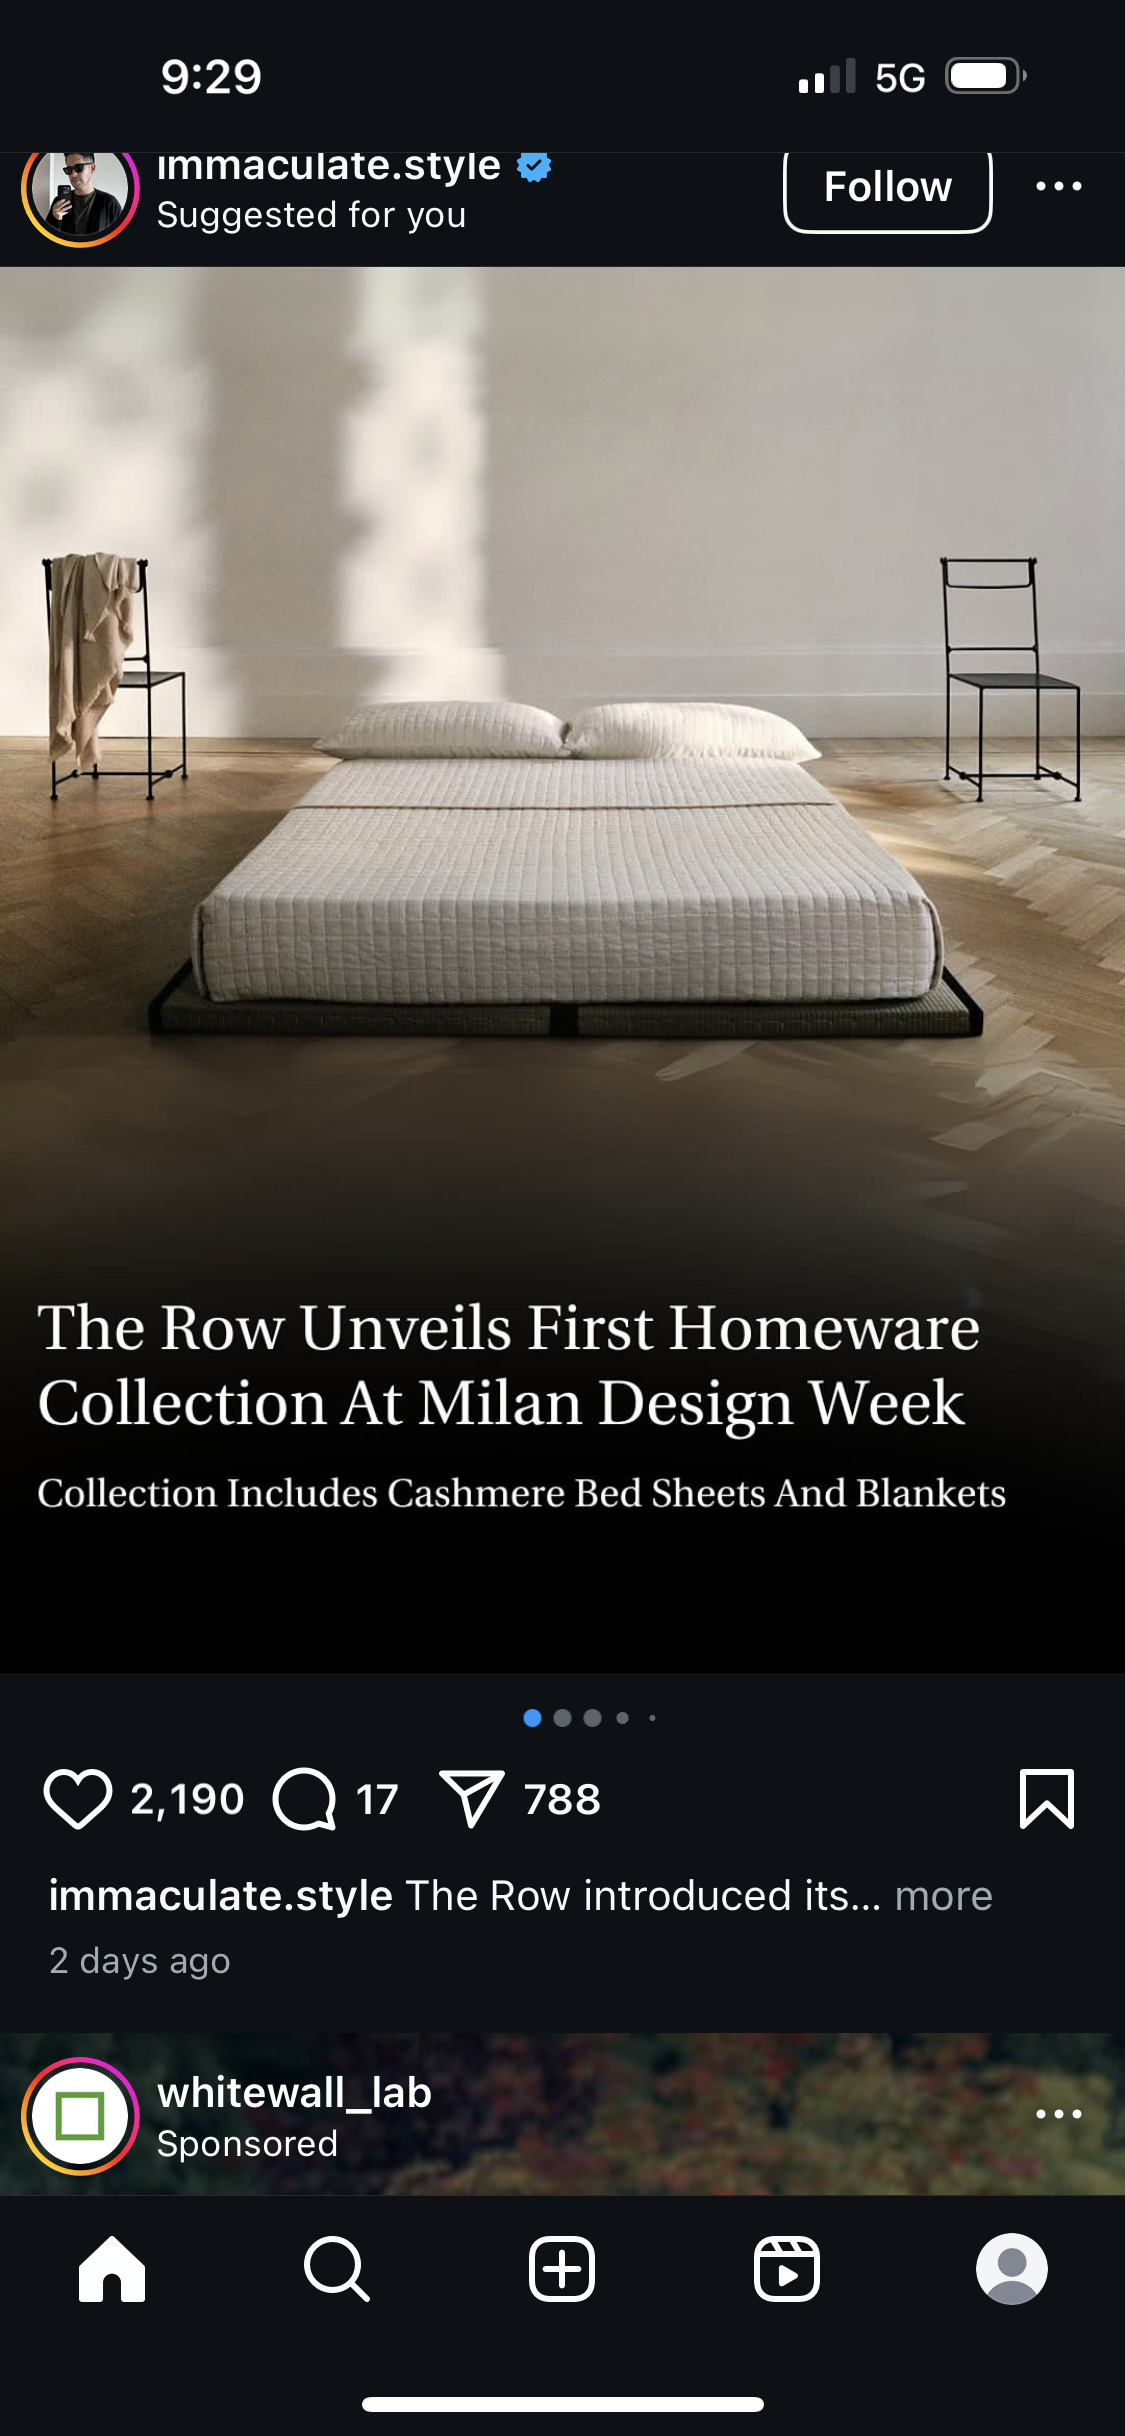 9:29
5G
immaculate.style
Suggested for you
Follow
The Row Unveils First Homeware
Collection At Milan Design Week
Collection Includes Cashmere Bed Sheets And Blankets
2,190
17
788
immaculate.style The Row introduced its... more
2 days ago
whitewall_lab
Sponsored